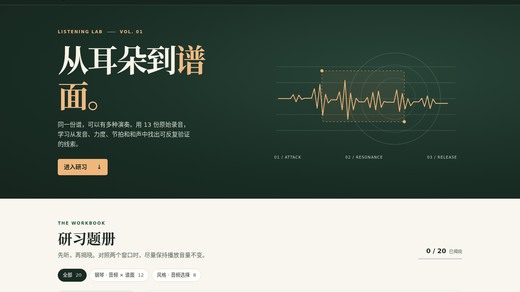 LISTENING LAB — VOL. 01
从耳朵到谱
面。
同一份谱，可以有多种演奏。用 13 份原始录音，
学习从发音、力度、节拍和和声中找出可反复验证
的线索。
进入研习 ↓
01 / ATTACK
02 / RESONANCE
03 / RELEASE
THE WORKBOOK
研习题册
先听，再揭晓。对照两个窗口时，尽量保持播放音量不变。
0 / 20 已揭晓
全部 20
钢琴 · 音频 × 谱面 12
风格 · 音频选择 8